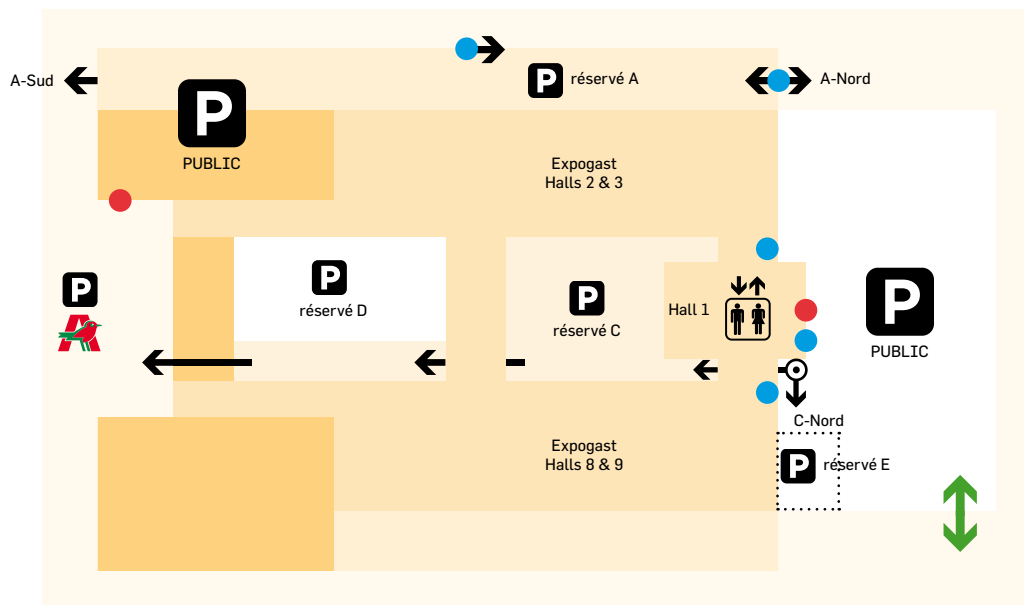 A-Sud
P
réservé A
A-Nord
P
PUBLIC
Expogast
Halls 2 & 3
P
réservé D
P
réservé C
Hall 1
P
PUBLIC
P
A
C-Nord
Expogast
Halls 8 & 9
P
réservé E